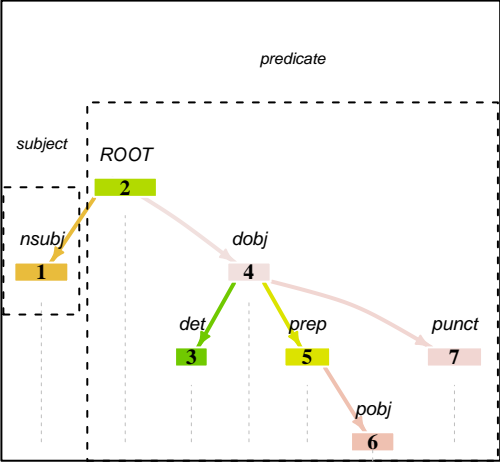 predicate
subject
ROOT
2
nsubj
dobj
1
4
det
prep
punct
3
5
7
pobj
6